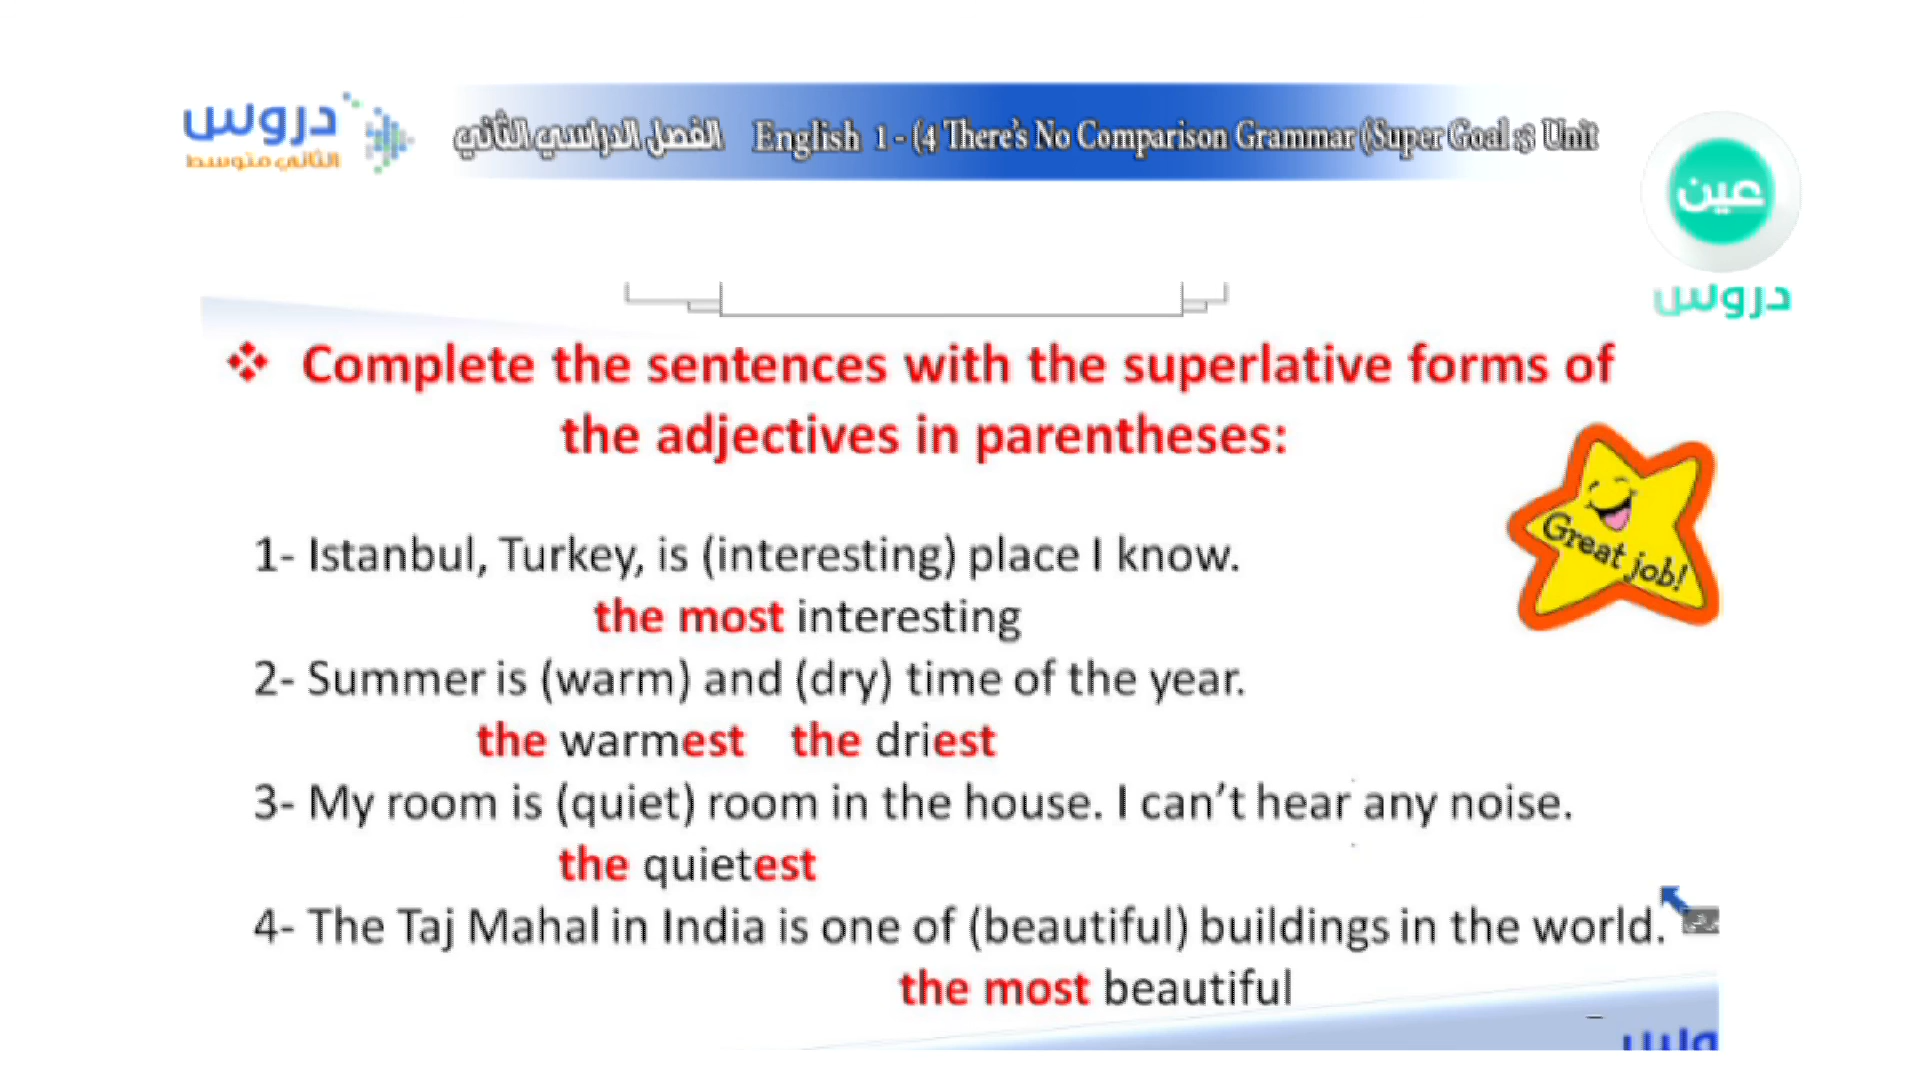 دروس
الثاني متوسط
الفصل الدراسي الثاني English 1 - (4 There's No Comparison Grammar (Super Goal :3 Unit
عين
دروس
❖ Complete the sentences with the superlative forms of
the adjectives in parentheses:
1- Istanbul, Turkey, is (interesting) place I know.
the most interesting
Great job!
2- Summer is (warm) and (dry) time of the year.
the warmest the driest
3- My room is (quiet) room in the house. I can't hear any noise.
the quietest
4- The Taj Mahal in India is one of (beautiful) buildings in the world.
the most beautiful
دروس